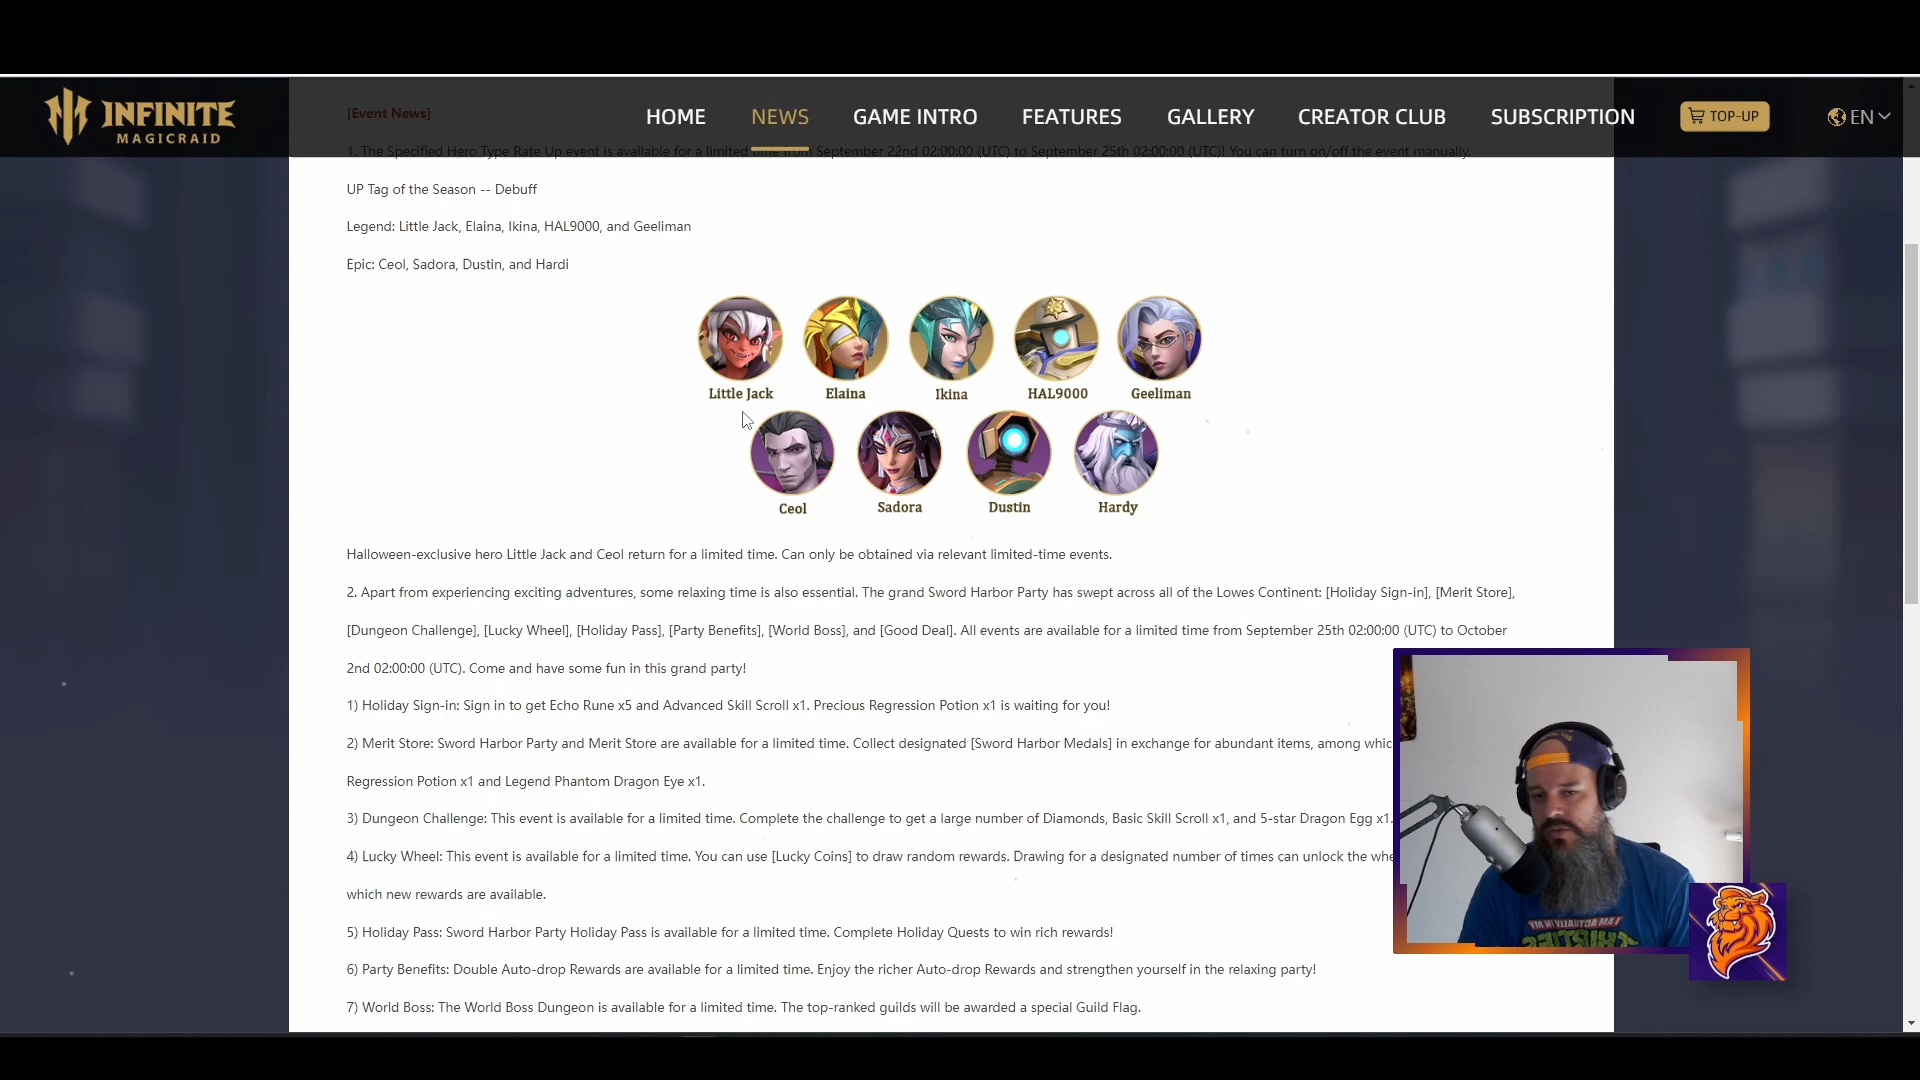 INFINITE
MAGICRAID
HOME
NEWS
GAME INTRO
FEATURES
GALLERY
CREATOR CLUB
SUBSCRIPTION
TOP-UP
EN
[Event News]
1. The Specified Hero Type Rate Up event is available for a limited time from September 22nd 02:00:00 (UTC) to September 25th 02:00:00 (UTC)! You can turn on/off the event manually.
UP Tag of the Season -- Debuff
Legend: Little Jack, Elaina, Ikina, HAL9000, and Geeliman
Epic: Ceol, Sadora, Dustin, and Hardi
Little Jack
Elaina
Ikina
HAL9000
Geeliman
Ceol
Sadora
Dustin
Hardy
Halloween-exclusive hero Little Jack and Ceol return for a limited time. Can only be obtained via relevant limited-time events.
2. Apart from experiencing exciting adventures, some relaxing time is also essential. The grand Sword Harbor Party has swept across all of the Lowes Continent: [Holiday Sign-in], [Merit Store],
[Dungeon Challenge], [Lucky Wheel], [Holiday Pass], [Party Benefits], [World Boss], and [Good Deal]. All events are available for a limited time from September 25th 02:00:00 (UTC) to October
2nd 02:00:00 (UTC). Come and have some fun in this grand party!
1) Holiday Sign-in: Sign in to get Echo Rune x5 and Advanced Skill Scroll x1. Precious Regression Potion x1 is waiting for you!
2) Merit Store: Sword Harbor Party and Merit Store are available for a limited time. Collect designated [Sword Harbor Medals] in exchange for abundant items, among whic
Regression Potion x1 and Legend Phantom Dragon Eye x1.
3) Dungeon Challenge: This event is available for a limited time. Complete the challenge to get a large number of Diamonds, Basic Skill Scroll x1, and 5-star Dragon Egg x1.
4) Lucky Wheel: This event is available for a limited time. You can use [Lucky Coins] to draw random rewards. Drawing for a designated number of times can unlock the whe
which new rewards are available.
5) Holiday Pass: Sword Harbor Party Holiday Pass is available for a limited time. Complete Holiday Quests to win rich rewards!
6) Party Benefits: Double Auto-drop Rewards are available for a limited time. Enjoy the richer Auto-drop Rewards and strengthen yourself in the relaxing party!
7) World Boss: The World Boss Dungeon is available for a limited time. The top-ranked guilds will be awarded a special Guild Flag.